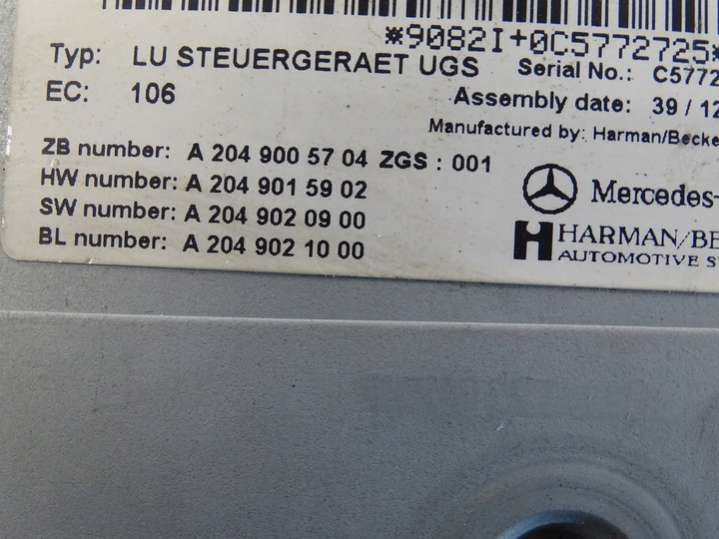 *9082I+0C5772725*
Typ: LU STEUERGERAET UGS Serial No.: C5772
EC: 106 Assembly date: 39 / 12
Manufactured by: Harman/Becke
ZB number: A 204 900 57 04 ZGS : 001
HW number: A 204 901 59 02
SW number: A 204 902 09 00
BL number: A 204 902 10 00
Mercedes-
HARMAN/BE
AUTOMOTIVE S